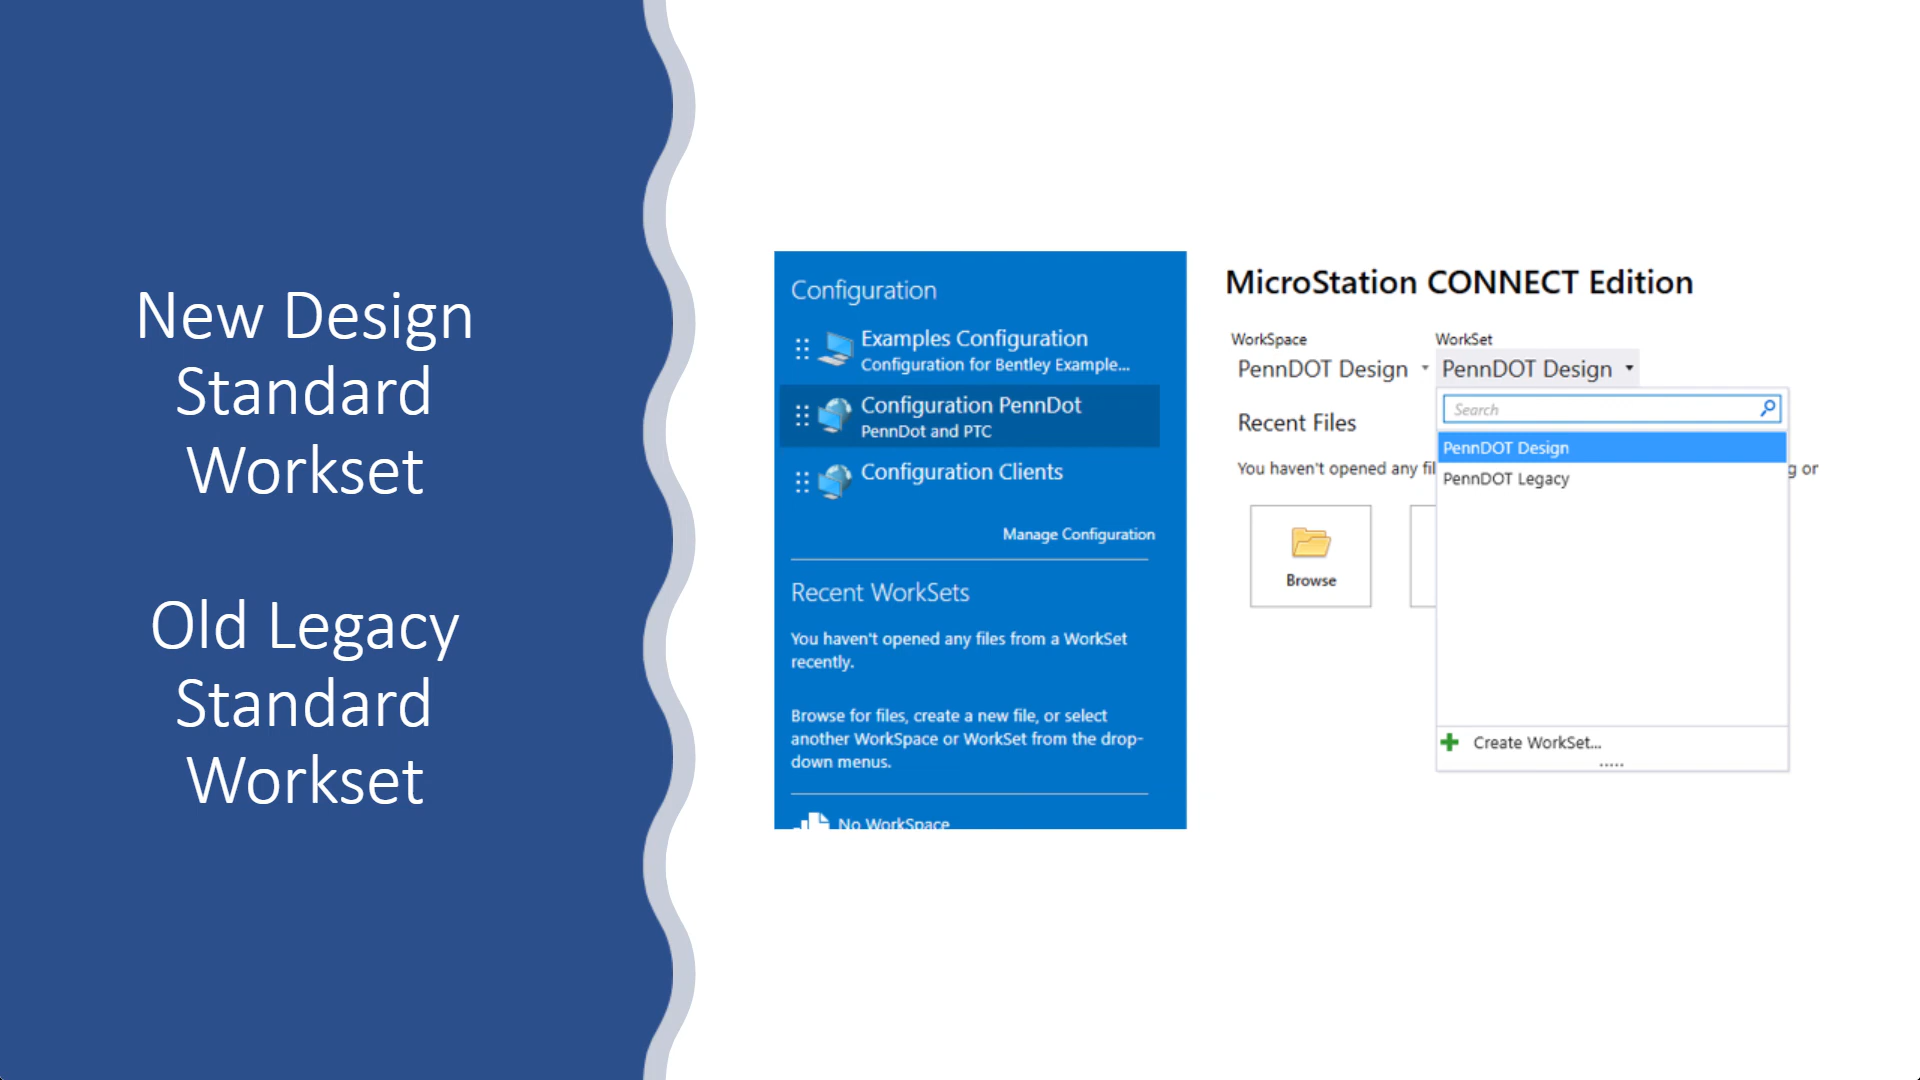 New Design
Standard
Workset
Old Legacy
Standard
Workset
Configuration
Examples Configuration
Configuration for Bentley Example...
Configuration PennDot
PennDot and PTC
Configuration Clients
Manage Configuration
Recent WorkSets
You haven't opened any files from a WorkSet
recently.
Browse for files, create a new file, or select
another WorkSpace or WorkSet from the drop-
down menus.
No WorkSpace
MicroStation CONNECT Edition
WorkSpace
PennDOT Design
WorkSet
PennDOT Design
Search
PennDOT Design
PennDOT Legacy
Create WorkSet...
Recent Files
You haven't opened any or
Browse